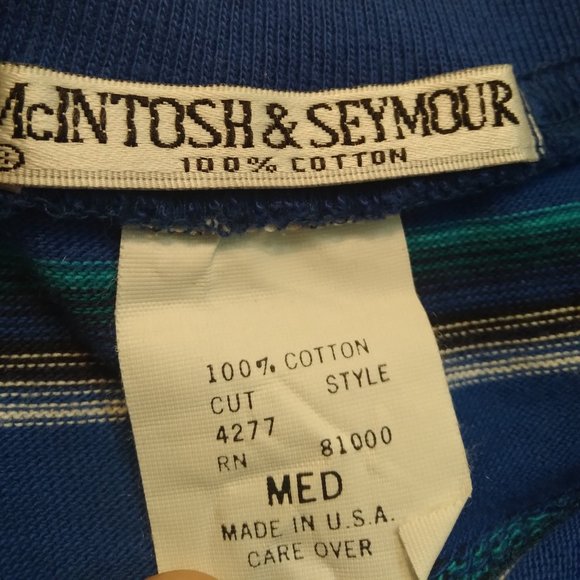 McINTOSH & SEYMOUR
®
100% COTTON
100% COTTON
CUT STYLE
4277
RN 81000
MED
MADE IN U.S.A.
CARE OVER